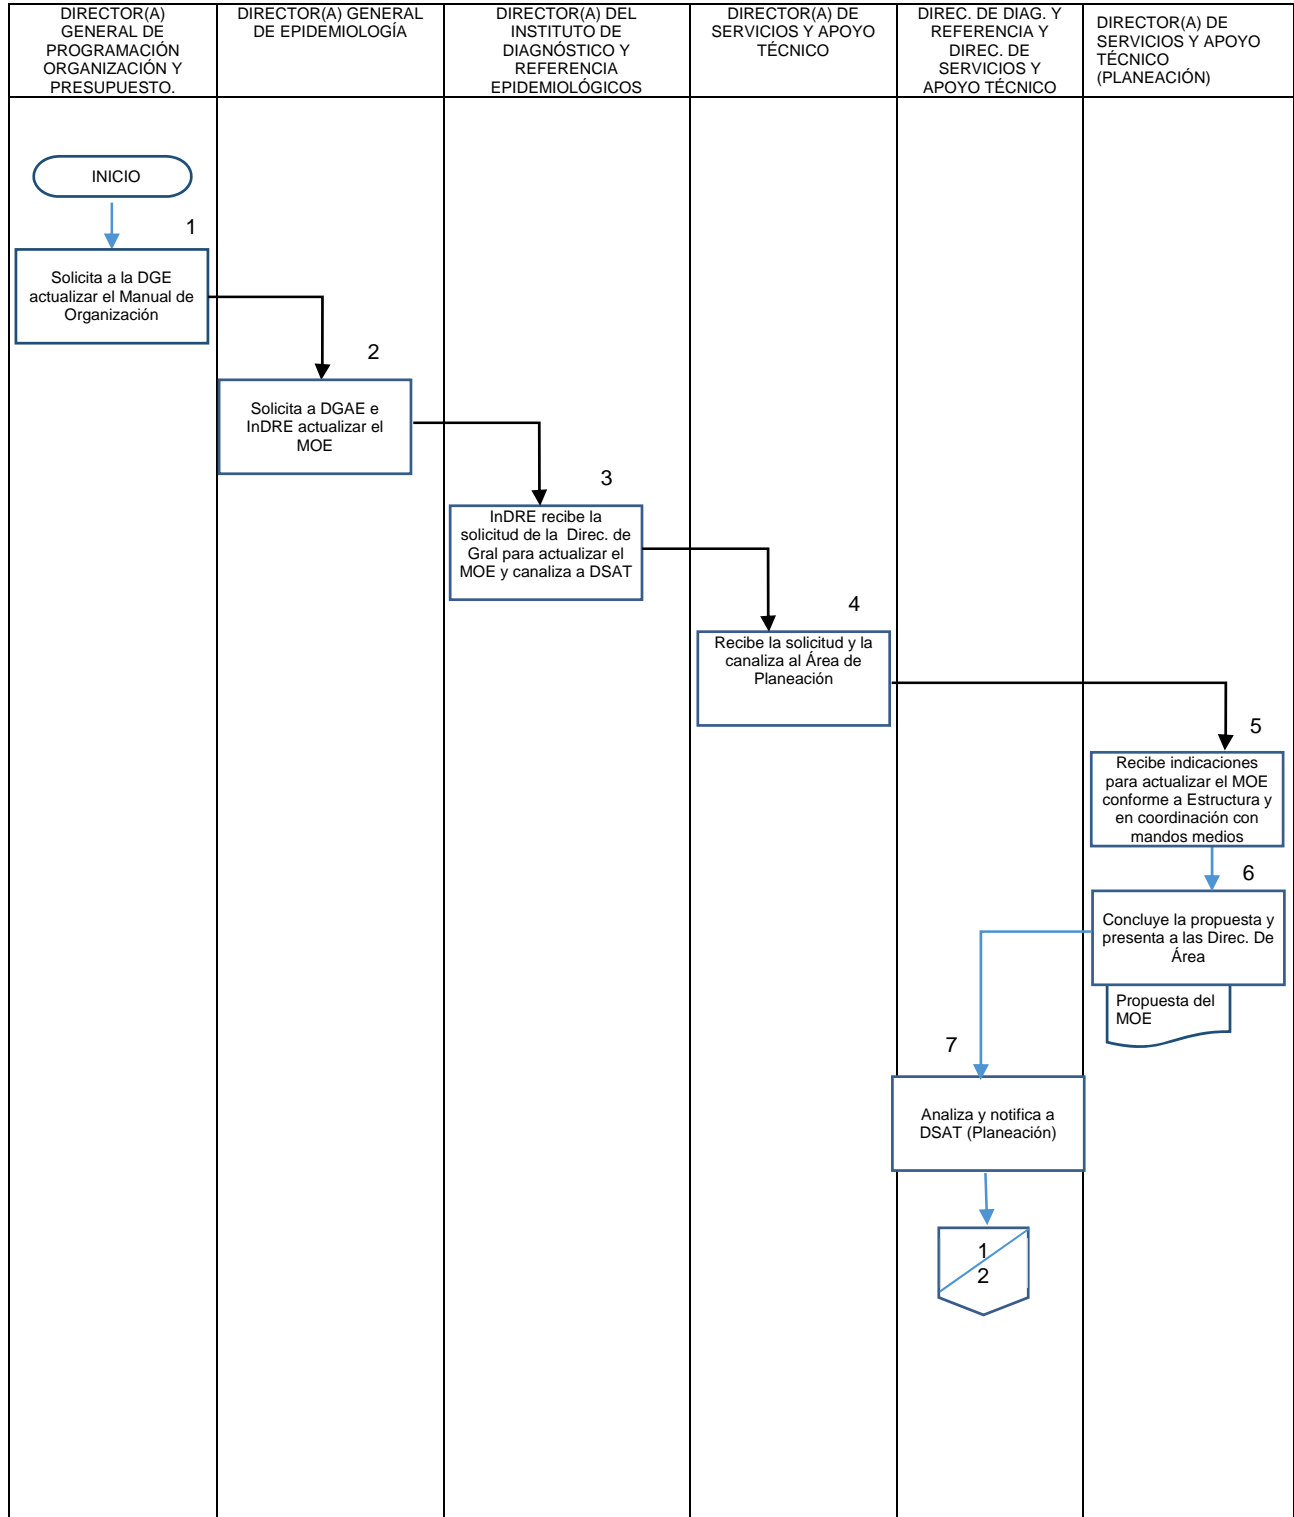 DIRECTOR(A)
GENERAL DE
PROGRAMACIÓN
ORGANIZACIÓN Y
PRESUPUESTO.
DIRECTOR(A) GENERAL
DE EPIDEMIOLOGÍA
DIRECTOR(A) DEL
INSTITUTO DE
DIAGNÓSTICO Y
REFERENCIA
EPIDEMIOLÓGICOS
DIRECTOR(A) DE
SERVICIOS Y APOYO
TÉCNICO
DIREC. DE DIAG. Y
REFERENCIA Y
DIREC. DE
SERVICIOS Y
APOYO TÉCNICO
DIRECTOR(A) DE
SERVICIOS Y APOYO
TÉCNICO
(PLANEACIÓN)
INICIO
1
Solicita a la DGE
actualizar el Manual de
Organización
2
Solicita a DGAE e
InDRE actualizar el
MOE
3
InDRE recibe la
solicitud de la Direc. de
Gral para actualizar el
MOE y canaliza a DSAT
4
Recibe la solicitud y la
canaliza al Área de
Planeación
5
Recibe indicaciones
para actualizar el MOE
conforme a Estructura y
en coordinación con
mandos medios
6
Concluye la propuesta y
presenta a las Direc. De
Área
Propuesta del
MOE
7
Analiza y notifica a
DSAT (Planeación)
1
2